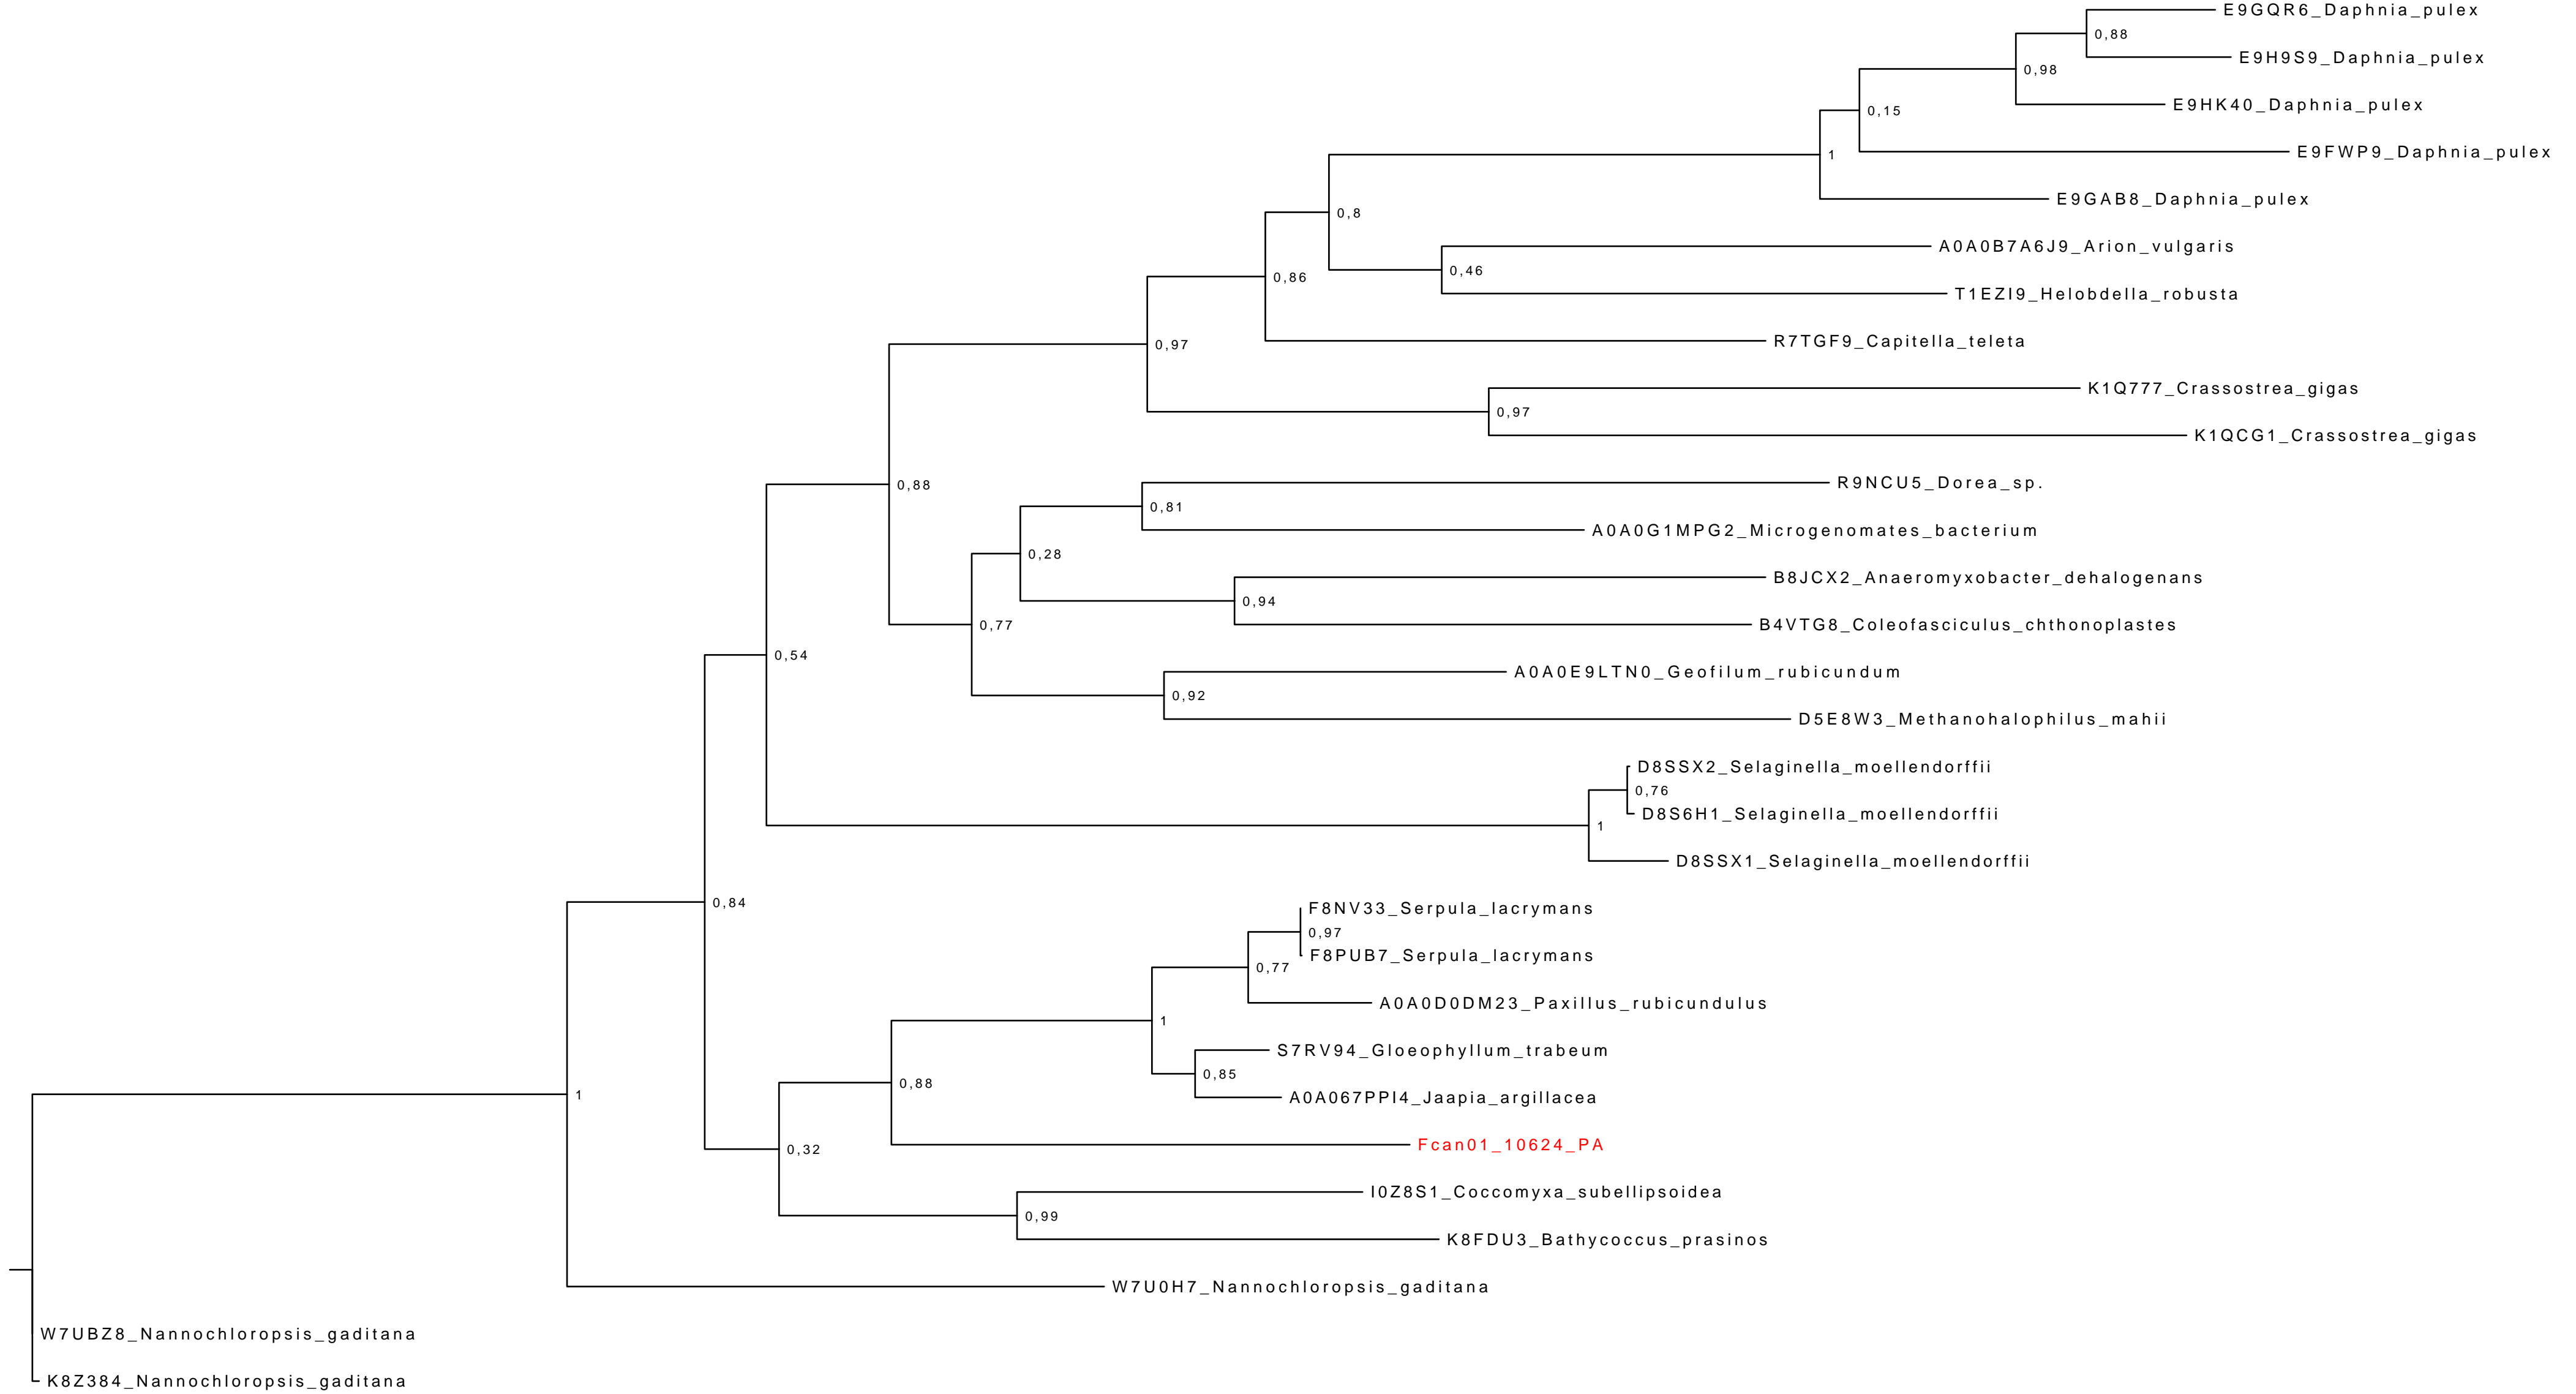 E9GQR6_Daphnia_pulex
0,88
E9H9S9_Daphnia_pulex
0,98
E9HK40_Daphnia_pulex
0,15
E9FWP9_Daphnia_pulex
1
E9GAB8_Daphnia_pulex
0,8
A0A0B7A6J9_Arion_vulgaris
0,46
0,86
T1EZI9_Helobdella_robusta
R7TGF9_Capitella_teleta
0,97
K1Q777_Crassostrea_gigas
0,97
K1QCG1_Crassostrea_gigas
R9NCU5_Dorea_sp.
0,88
0,81
A0A0G1MPG2_Microgenomates_bacterium
0,28
B8JCX2_Anaeromyxobacter_dehalogenans
0,94
B4VTG8_Coleofasciculus_chthonoplastes
0,77
0,54
A0A0E9LTN0_Geofilum_rubicundum
0,92
D5E8W3_Methanohalophilus_mahii
D8SSX2_Selaginella_moellendorffii
0,76
D8S6H1_Selaginella_moellendorffii
1
D8SSX1_Selaginella_moellendorffii
0,84
F8NV33_Serpula_lacrymans
0,97
F8PUB7_Serpula_lacrymans
0,77
A0A0D0DM23_Paxillus_rubicundulus
1
S7RV94_Gloeophyllum_trabeum
0,85
0,88
A0A067PPI4_Jaapia_argillacea
1
Fcan01_10624_PA
0,32
I0Z8S1_Coccomyxa_subellipsoidea
0,99
K8FDU3_Bathycoccus_prasinos
W7U0H7_Nannochloropsis_gaditana
W7UBZ8_Nannochloropsis_gaditana
K8Z384_Nannochloropsis_gaditana